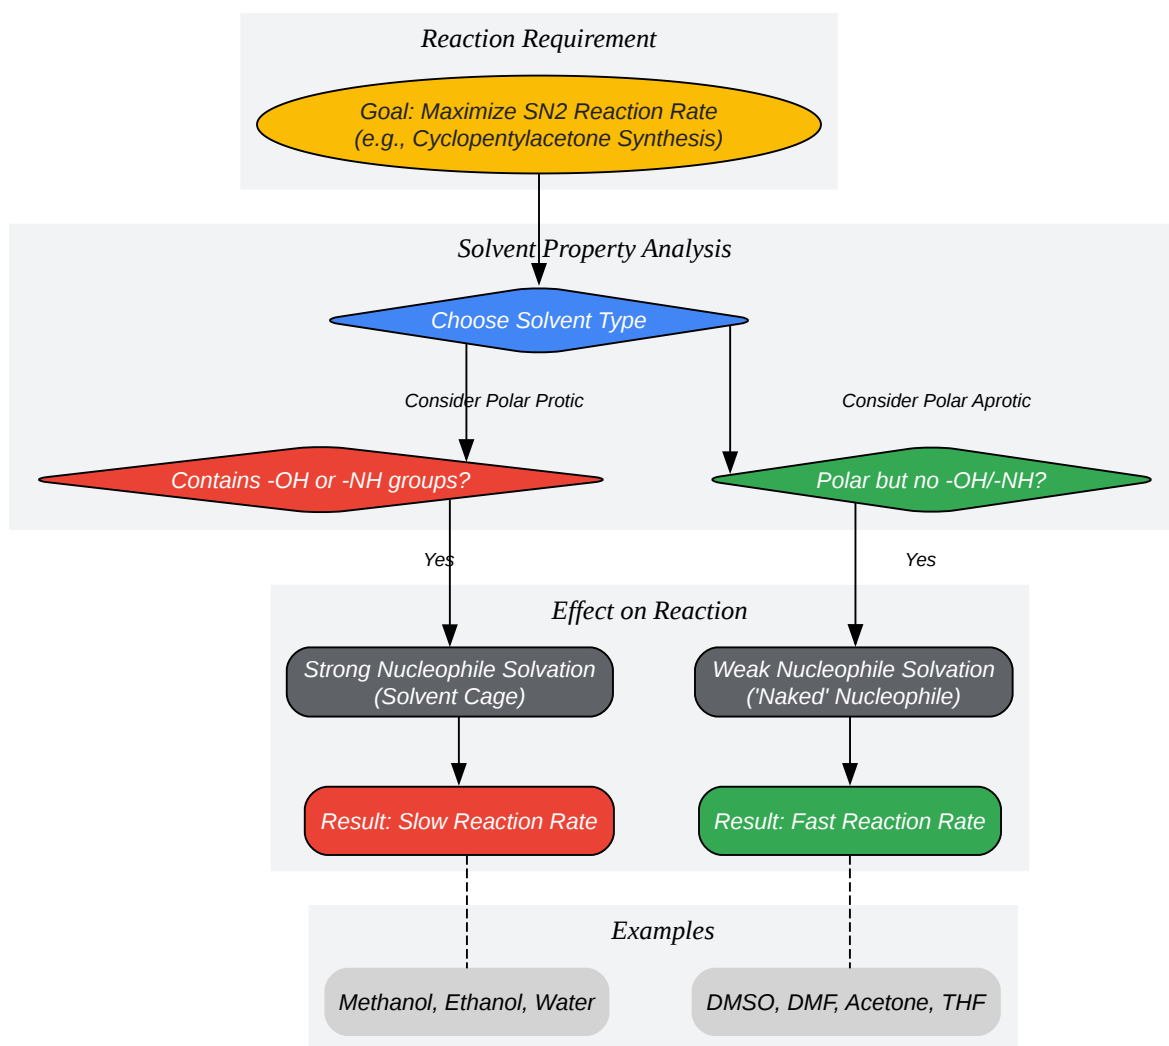 Reaction Requirement
Goal: Maximize SN2 Reaction Rate
(e.g., Cyclopentylacetone Synthesis)
Solvent Property Analysis
Choose Solvent Type
Consider Polar Protic
Consider Polar Aprotic
Contains -OH or -NH groups?
Polar but no -OH/-NH?
Yes
Yes
Effect on Reaction
Strong Nucleophile Solvation
(Solvent Cage)
Weak Nucleophile Solvation
('Naked' Nucleophile)
Result: Slow Reaction Rate
Result: Fast Reaction Rate
Examples
Methanol, Ethanol, Water
DMSO, DMF, Acetone, THF